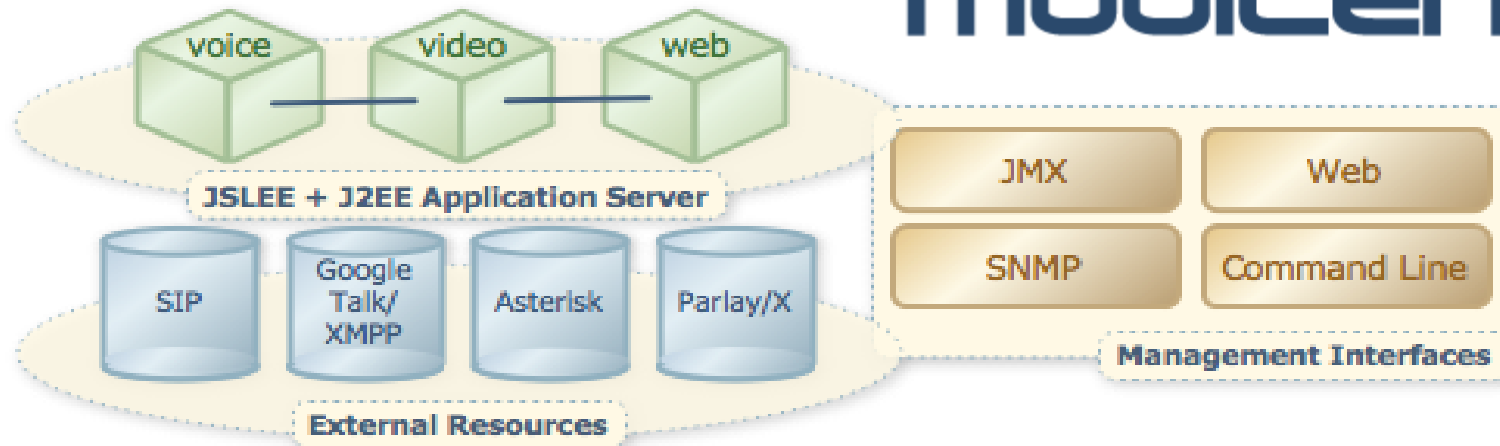 voice
video
web
JSLEE + J2EE Application Server
SIP
Google
Talk/
XMPP
Asterisk
Parlay/X
External Resources
JMX
Web
SNMP
Command Line
Management Interfaces